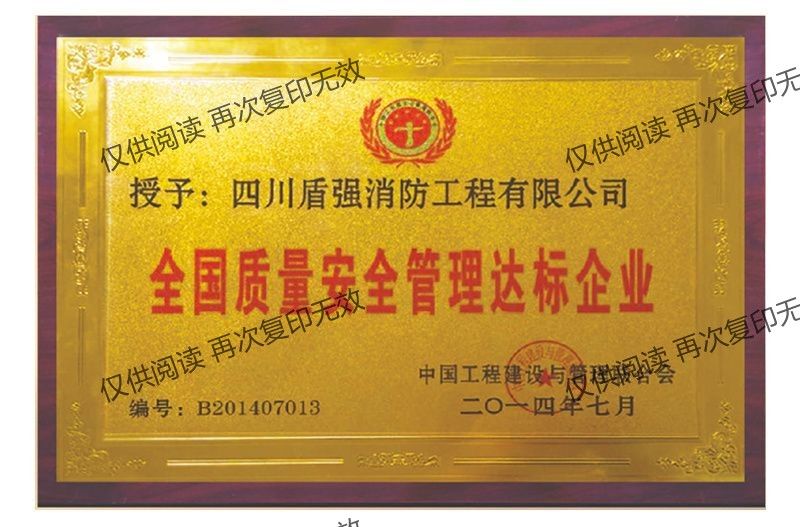 仅供阅读 再次复印无效
仅供阅读 再次复印无效
授予：四川盾强消防工程有限公司
全国质量安全管理达标企业
仅供阅读 再次复印无效
仅供阅读 再次复印无效
中国工程建设与管理联合会
编号：B201407013
二〇一四年七月